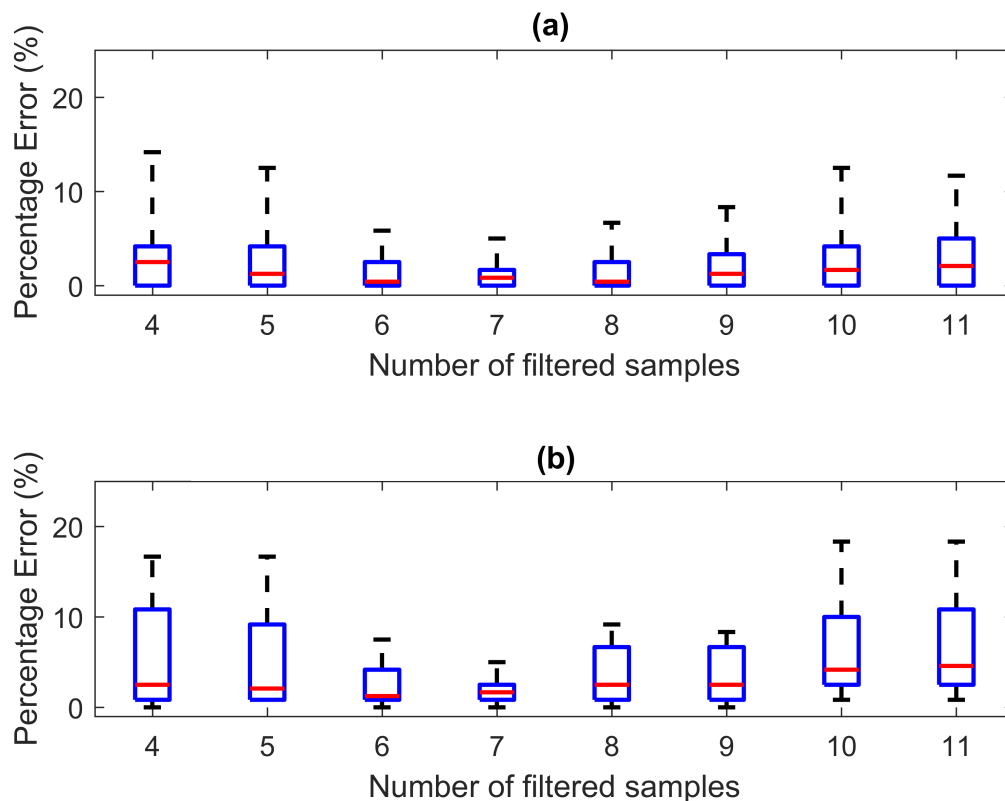 (a)
Percentage Error (%)
20
10
0
4 5 6 7 8 9 10 11
Number of filtered samples
(b)
Percentage Error (%)
20
10
0
4 5 6 7 8 9 10 11
Number of filtered samples